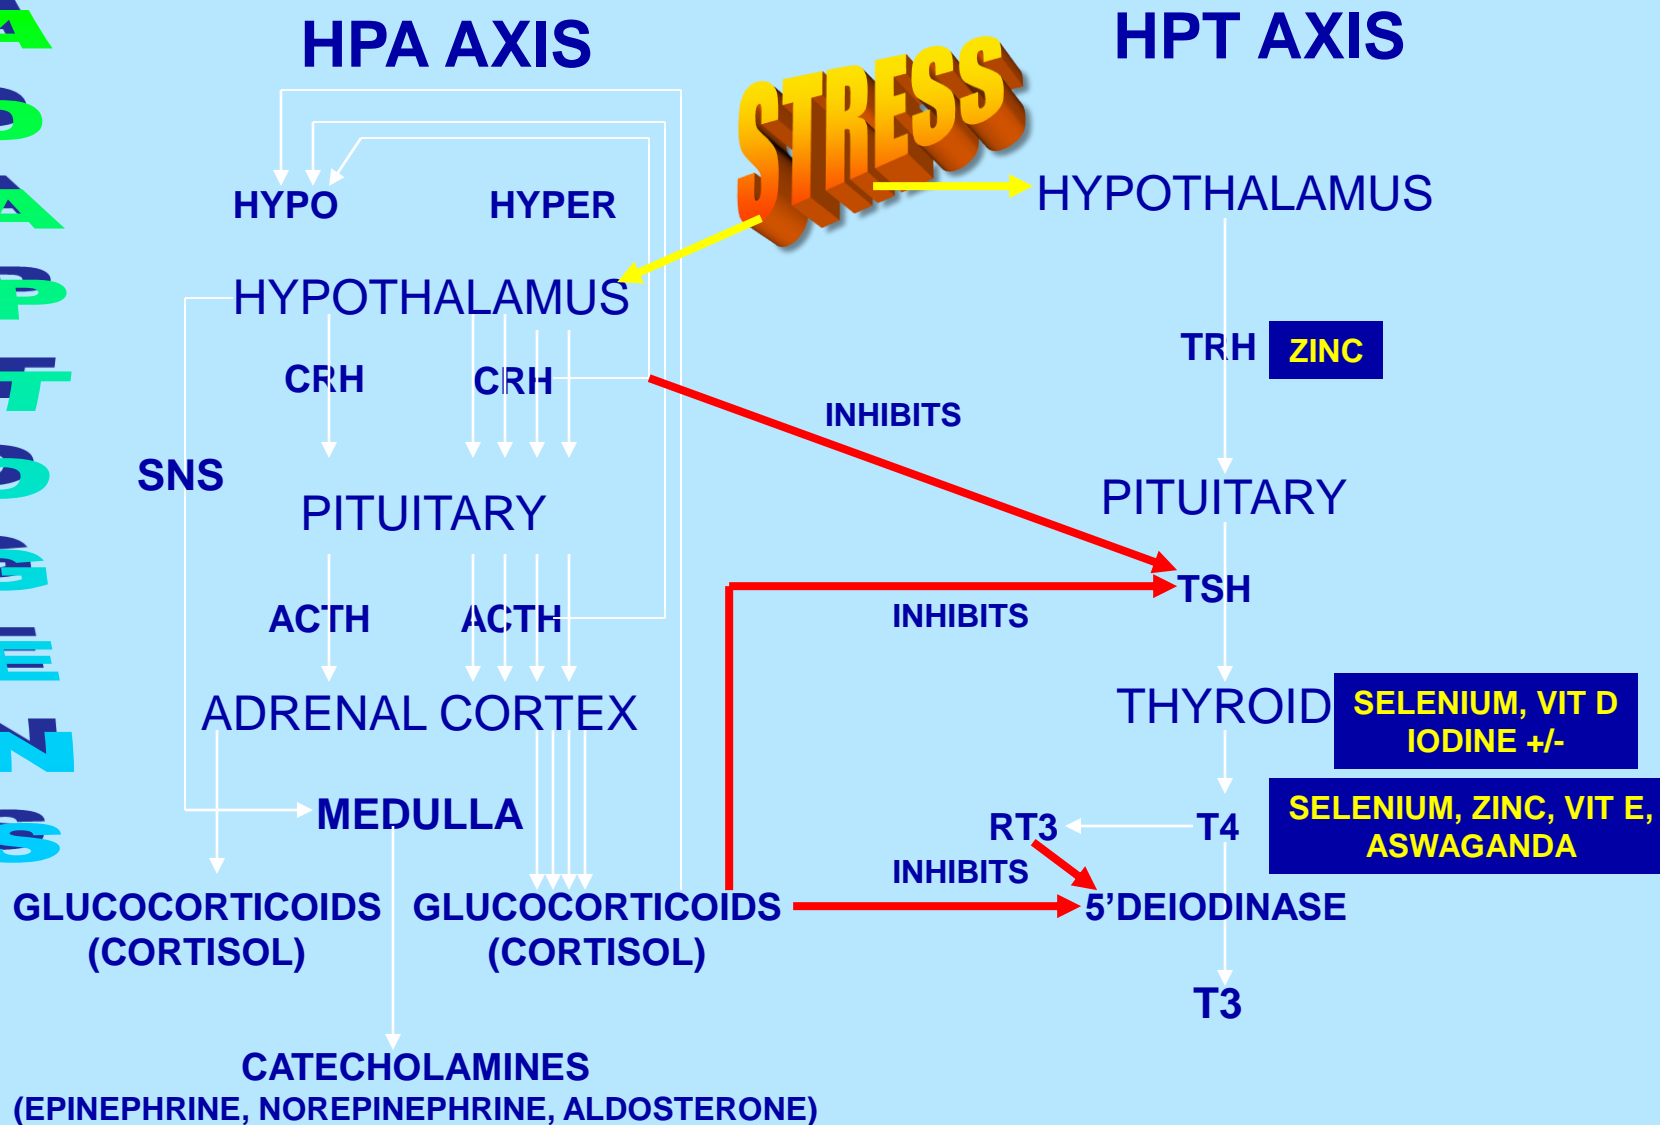 HPA AXIS
HPT AXIS
STRESS
ADAPTOGENS
HYPO
HYPER
HYPOTHALAMUS
CRH
CRH
SNS
PITUITARY
ACTH
ACTH
ADRENAL CORTEX
MEDULLA
GLUCOCORTICOIDS
(CORTISOL)
GLUCOCORTICOIDS
(CORTISOL)
CATECHOLAMINES
(EPINEPHRINE, NOREPINEPHRINE, ALDOSTERONE)
INHIBITS
INHIBITS
INHIBITS
HYPOTHALAMUS
TRH
ZINC
PITUITARY
TSH
THYROID
SELENIUM, VIT D
IODINE +/-
RT3
T4
SELENIUM, ZINC, VIT E,
ASWAGANDA
5’DEIODINASE
T3